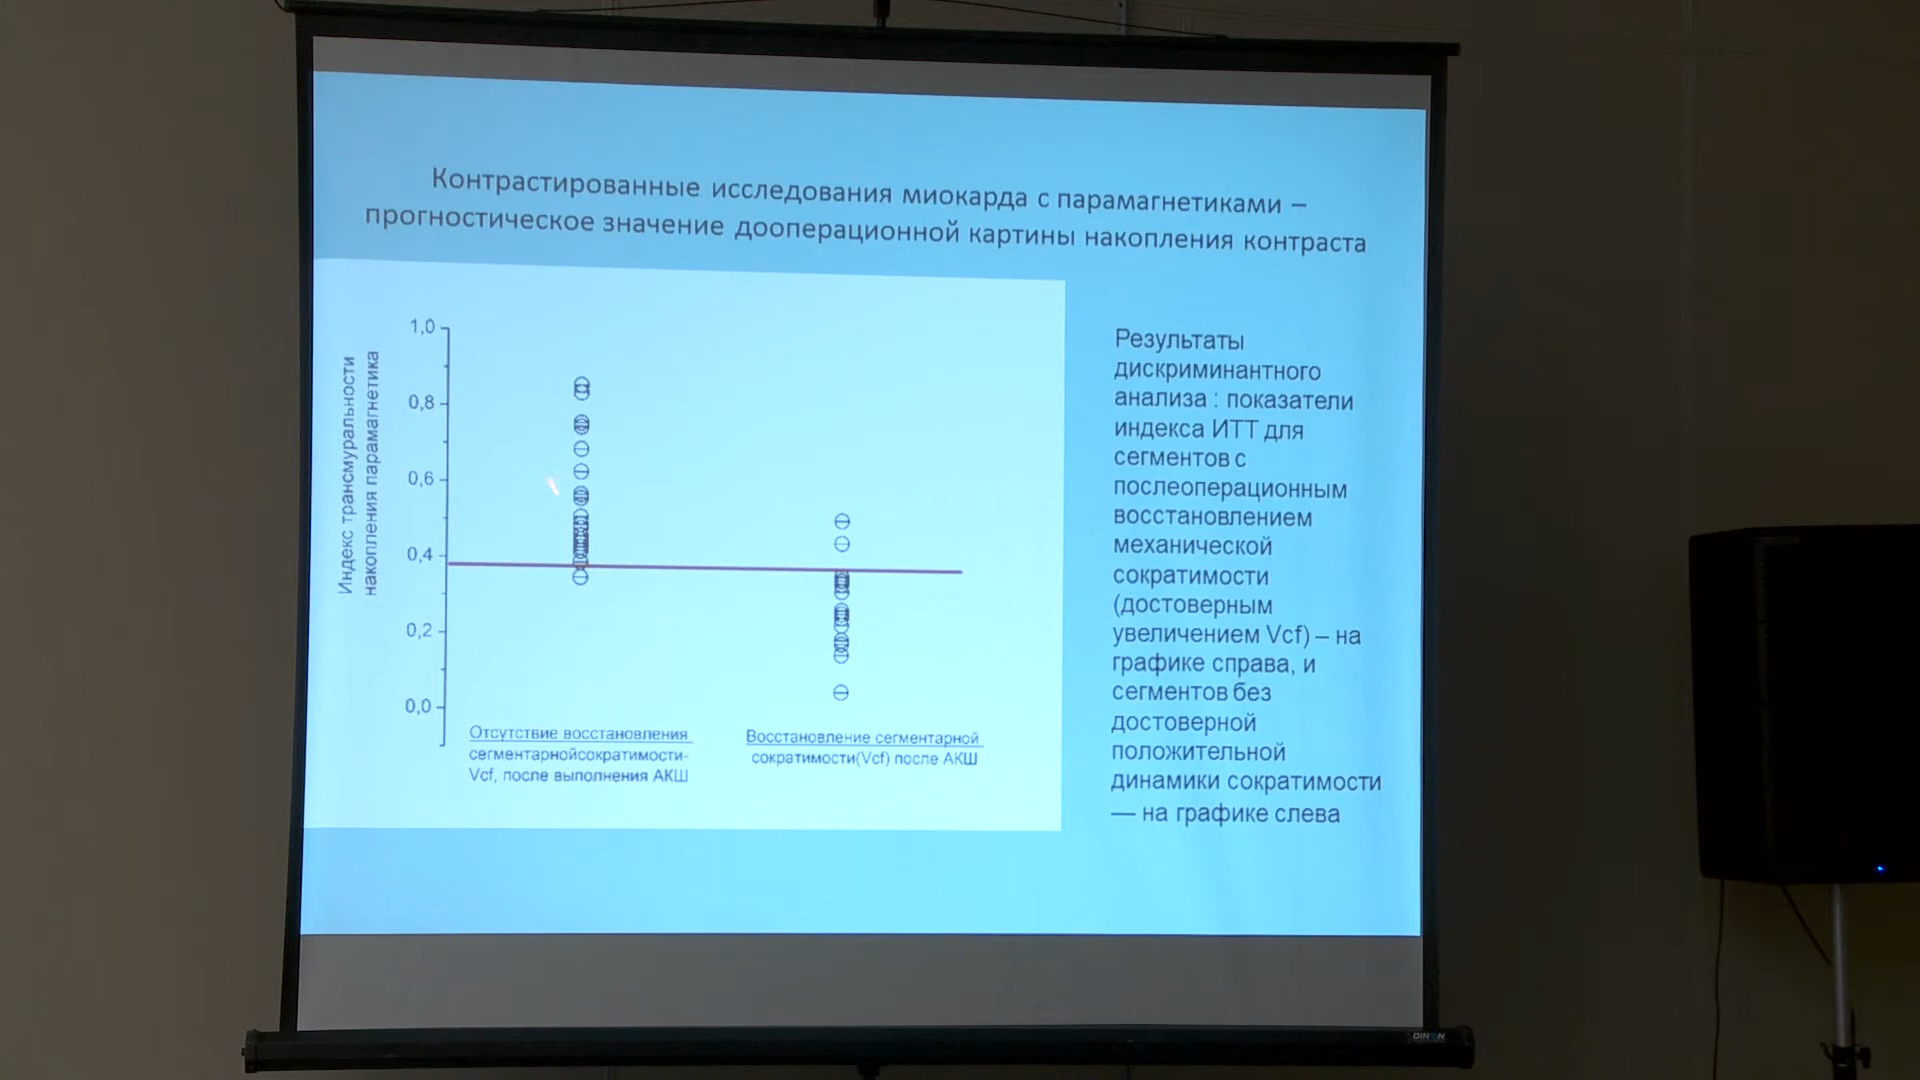 Контрастированные исследования миокарда с парамагнетиками –
прогностическое значение дооперационной картины накопления контраста
Индекс трансмуральности
накопления парамагнетика
1,0
0,8
0,6
0,4
0,2
0,0
Отсутствие восстановления
сегментарнойсократимости-
Vcf, после выполнения АКШ
Восстановление сегментарной
сократимости(Vcf) после АКШ
Результаты
дискриминантного
анализа : показатели
индекса ИТТ для
сегментов с
послеоперационным
восстановлением
механической
сократимости
(достоверным
увеличением Vcf) – на
графике справа, и
сегментов без
достоверной
положительной
динамики сократимости
— на графике слева
DINON